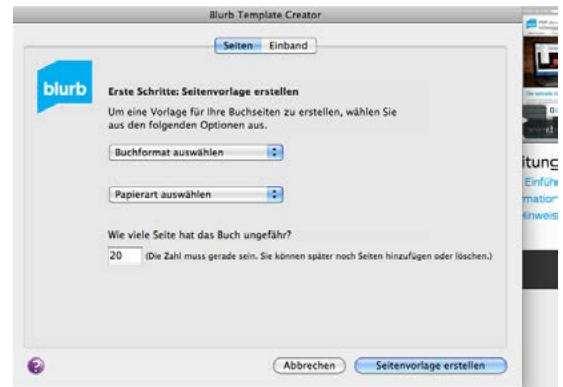 Blurb Template Creator
Seiten Einband
blurb
Erste Schritte: Seitenvorlage erstellen
Um eine Vorlage für Ihre Buchseiten zu erstellen, wählen Sie
aus den folgenden Optionen aus.
Buchformat auswählen
Papierart auswählen
Wie viele Seite hat das Buch ungefähr?
20 (Die Zahl muss gerade sein. Sie können später noch Seiten hinzufügen oder löschen.)
? Abbrechen Seitenvorlage erstellen
itung
Einfüh
mation
Hinweis